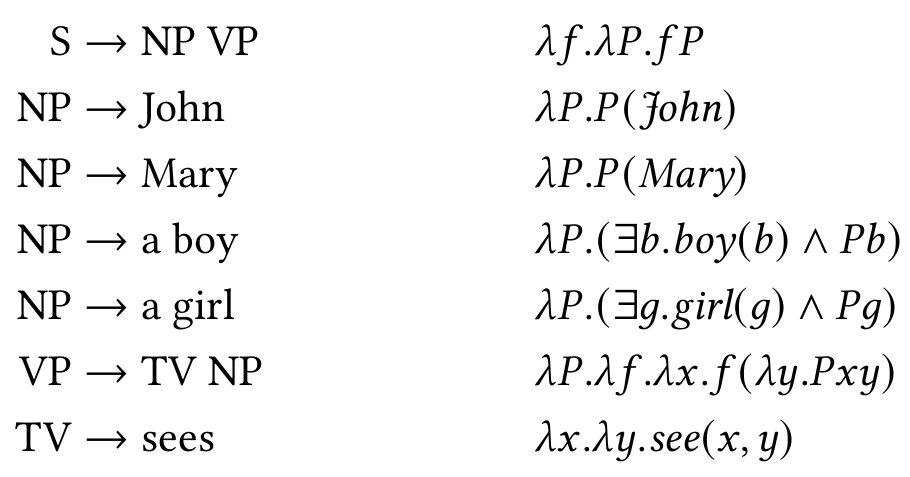 S → NP VP λf.λP.fP
NP → John λP.P(John)
NP → Mary λP.P(Mary)
NP → a boy λP.(∃b.boy(b) ∧ Pb)
NP → a girl λP.(∃g.girl(g) ∧ Pg)
VP → TV NP λP.λf.λx.f(λy.Pxy)
TV → sees λx.λy.see(x, y)